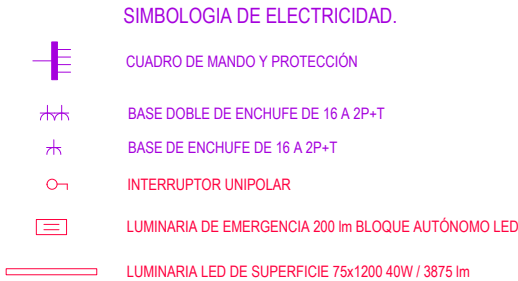 SIMBOLOGIA DE ELECTRICIDAD.
CUADRO DE MANDO Y PROTECCIÓN
BASE DOBLE DE ENCHUFE DE 16 A 2P+T
BASE DE ENCHUFE DE 16 A 2P+T
INTERRUPTOR UNIPOLAR
LUMINARIA DE EMERGENCIA 200 lm BLOQUE AUTÓNOMO LED
LUMINARIA LED DE SUPERFICIE 75x1200 40W / 3875 lm